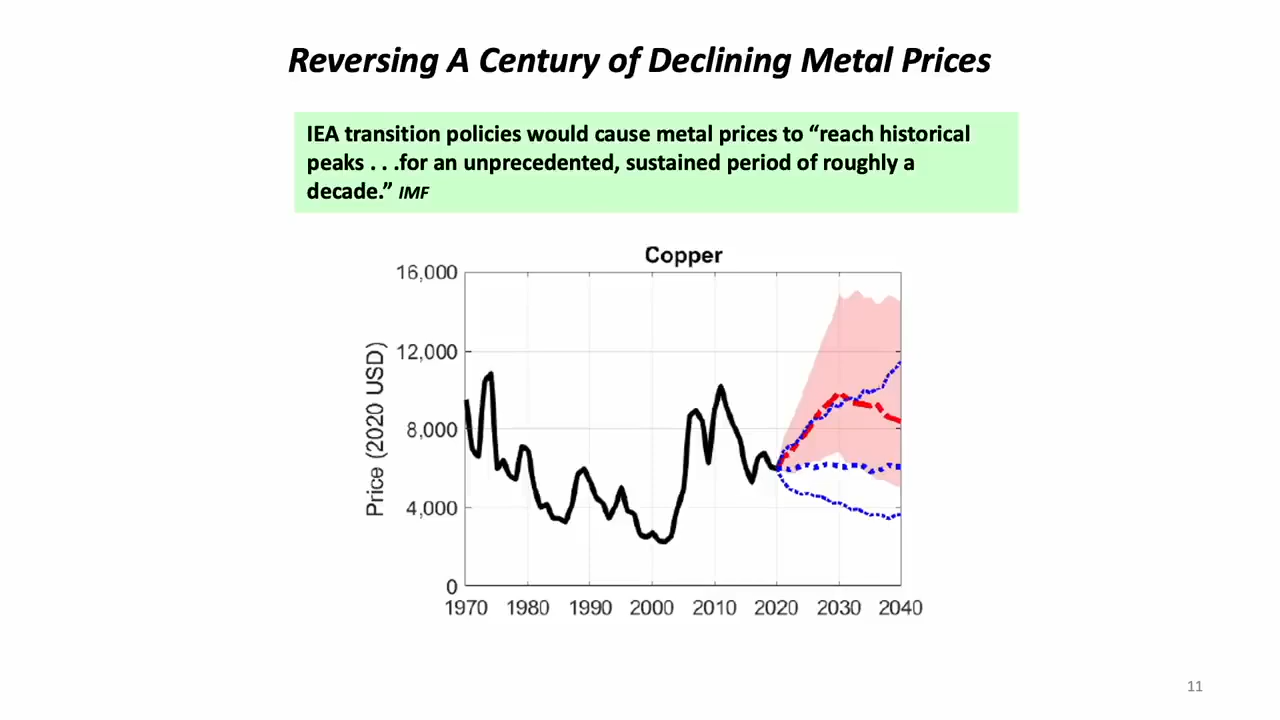 Reversing A Century of Declining Metal Prices
IEA transition policies would cause metal prices to “reach historical
peaks . . .for an unprecedented, sustained period of roughly a
decade.” IMF
Copper
16,000
12,000
8,000
4,000
0
Price (2020 USD)
1970 1980 1990 2000 2010 2020 2030 2040
11